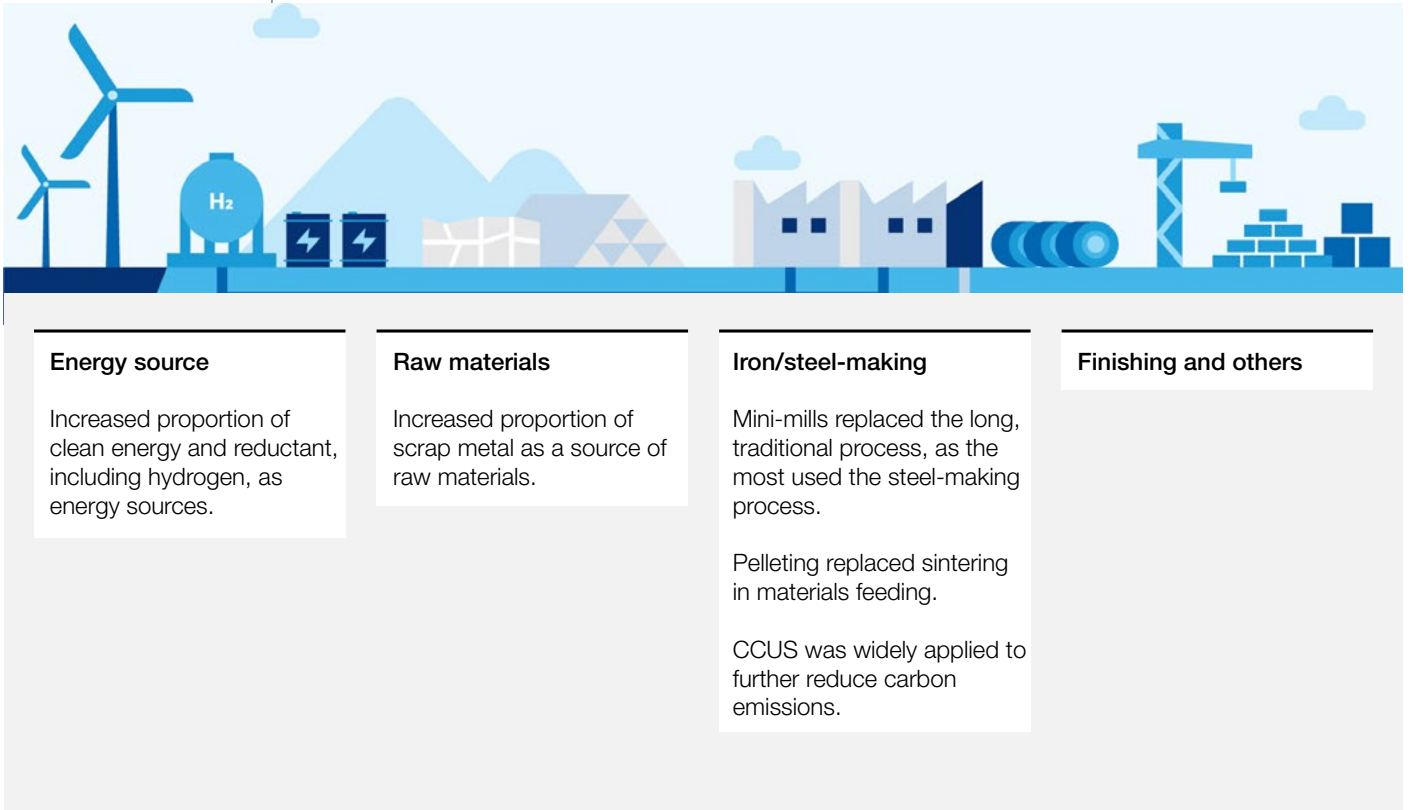 H₂
Energy source
Increased proportion of
clean energy and reductant,
including hydrogen, as
energy sources.
Raw materials
Increased proportion of
scrap metal as a source of
raw materials.
Iron/steel-making
Mini-mills replaced the long,
traditional process, as the
most used the steel-making
process.
Pelleting replaced sintering
in materials feeding.
CCUS was widely applied to
further reduce carbon
emissions.
Finishing and others